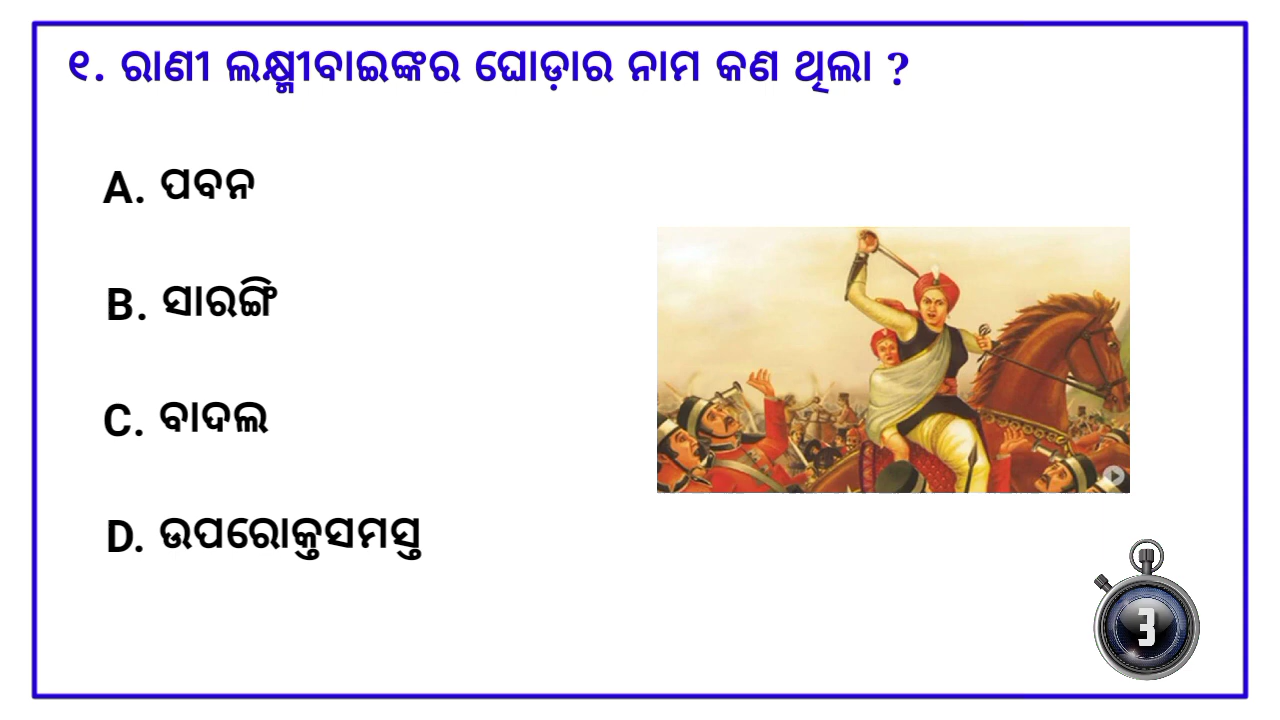 ୧. ରାଣୀ ଲକ୍ଷ୍ମୀବାଇଙ୍କର ଘୋଡ଼ାର ନାମ କଣ ଥିଲା ?
A. ପବନ
B. ସାରଙ୍ଗି
C. ବାଦଲ
D. ଉପରୋକ୍ତସମସ୍ତ
3